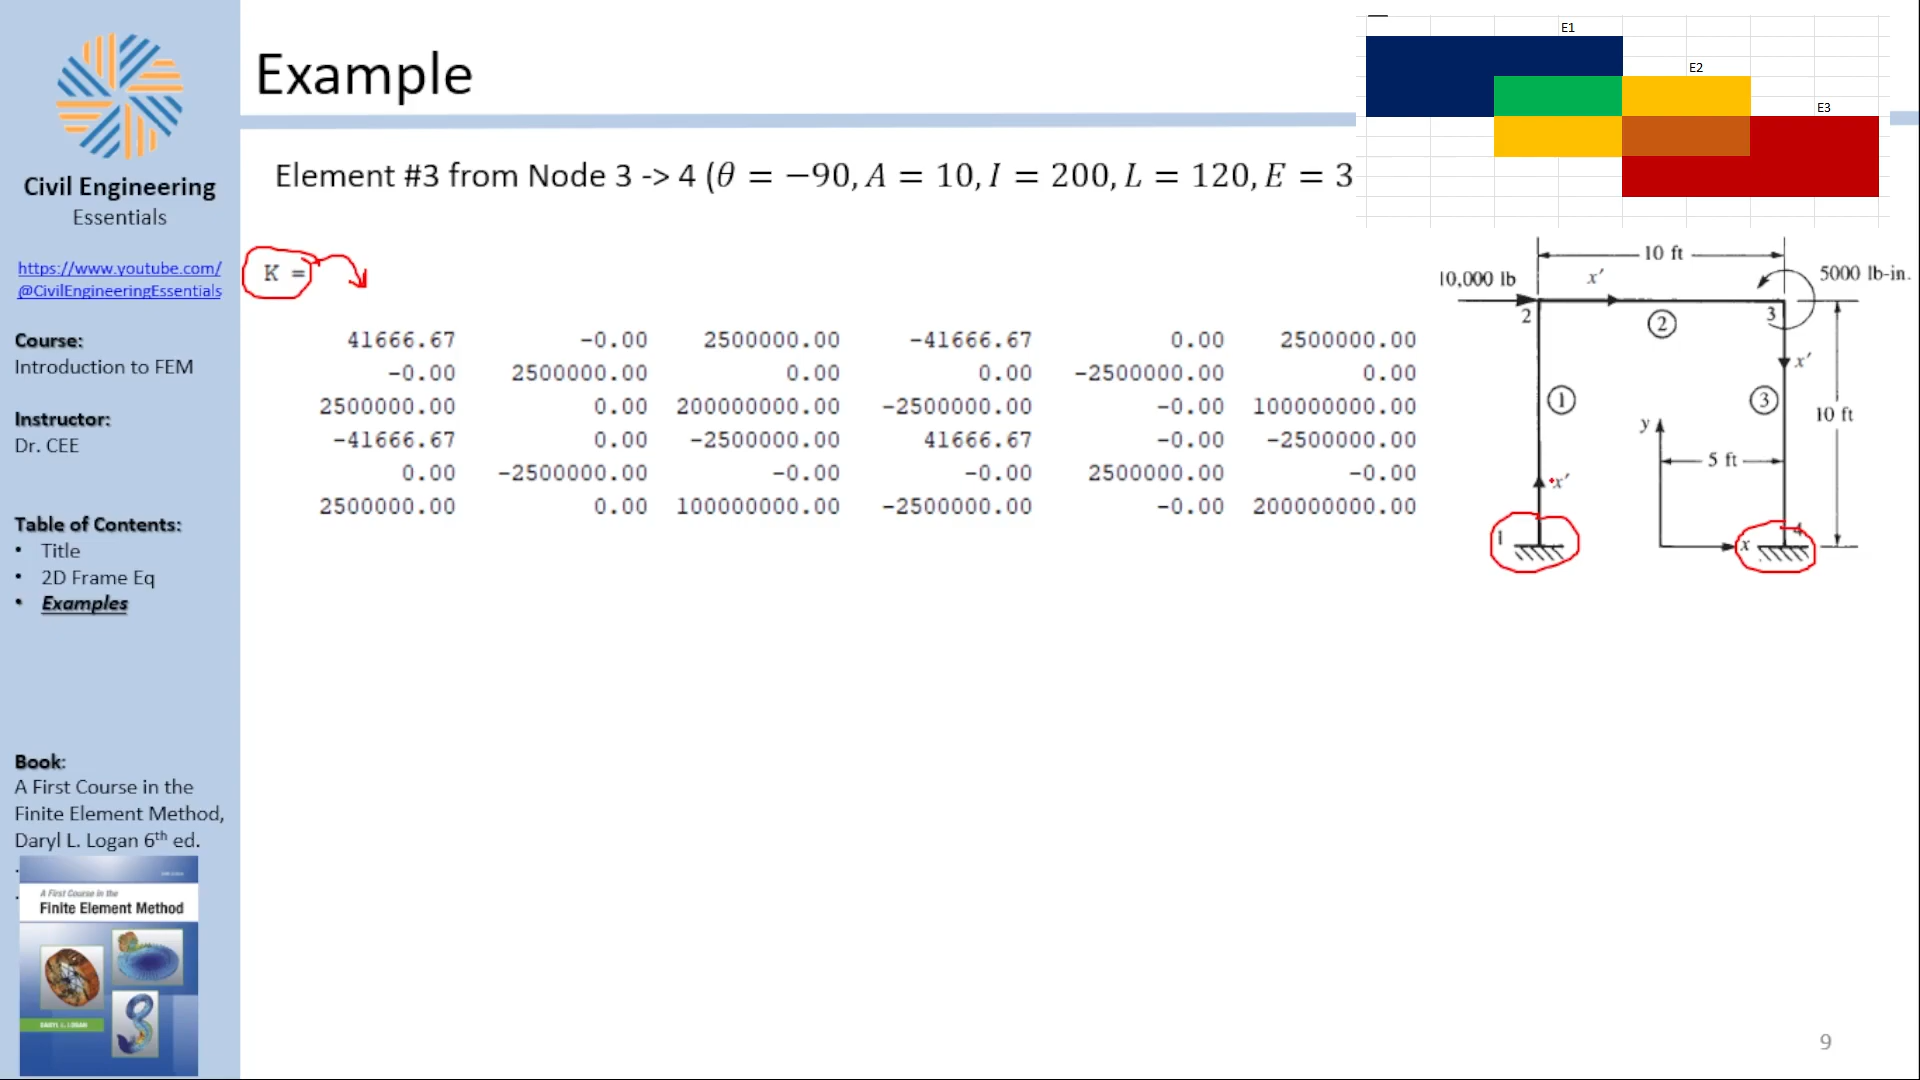 Civil Engineering
Essentials
https://www.youtube.com/
@CivilEngineeringEssentials
Course:
Introduction to FEM
Instructor:
Dr. CEE
Table of Contents:
• Title
• 2D Frame Eq
• Examples
Book:
A First Course in the
Finite Element Method,
Daryl L. Logan 6th ed.
A First Course in the
Finite Element Method
DARYL L. LOGAN
Example
Element #3 from Node 3 -> 4 (θ = −90, A = 10, I = 200, L = 120, E = 3
K =
41666.67 -0.00 2500000.00 -41666.67 0.00 2500000.00
-0.00 2500000.00 0.00 0.00 -2500000.00 0.00
2500000.00 0.00 200000000.00 -2500000.00 -0.00 100000000.00
-41666.67 0.00 -2500000.00 41666.67 -0.00 -2500000.00
0.00 -2500000.00 -0.00 -0.00 2500000.00 -0.00
2500000.00 0.00 100000000.00 -2500000.00 -0.00 200000000.00
E1
E2
E3
10 ft
10,000 lb
x′
5000 lb-in.
2
2
3
x′
1
3
10 ft
y
5 ft
x′
1
x
4
9